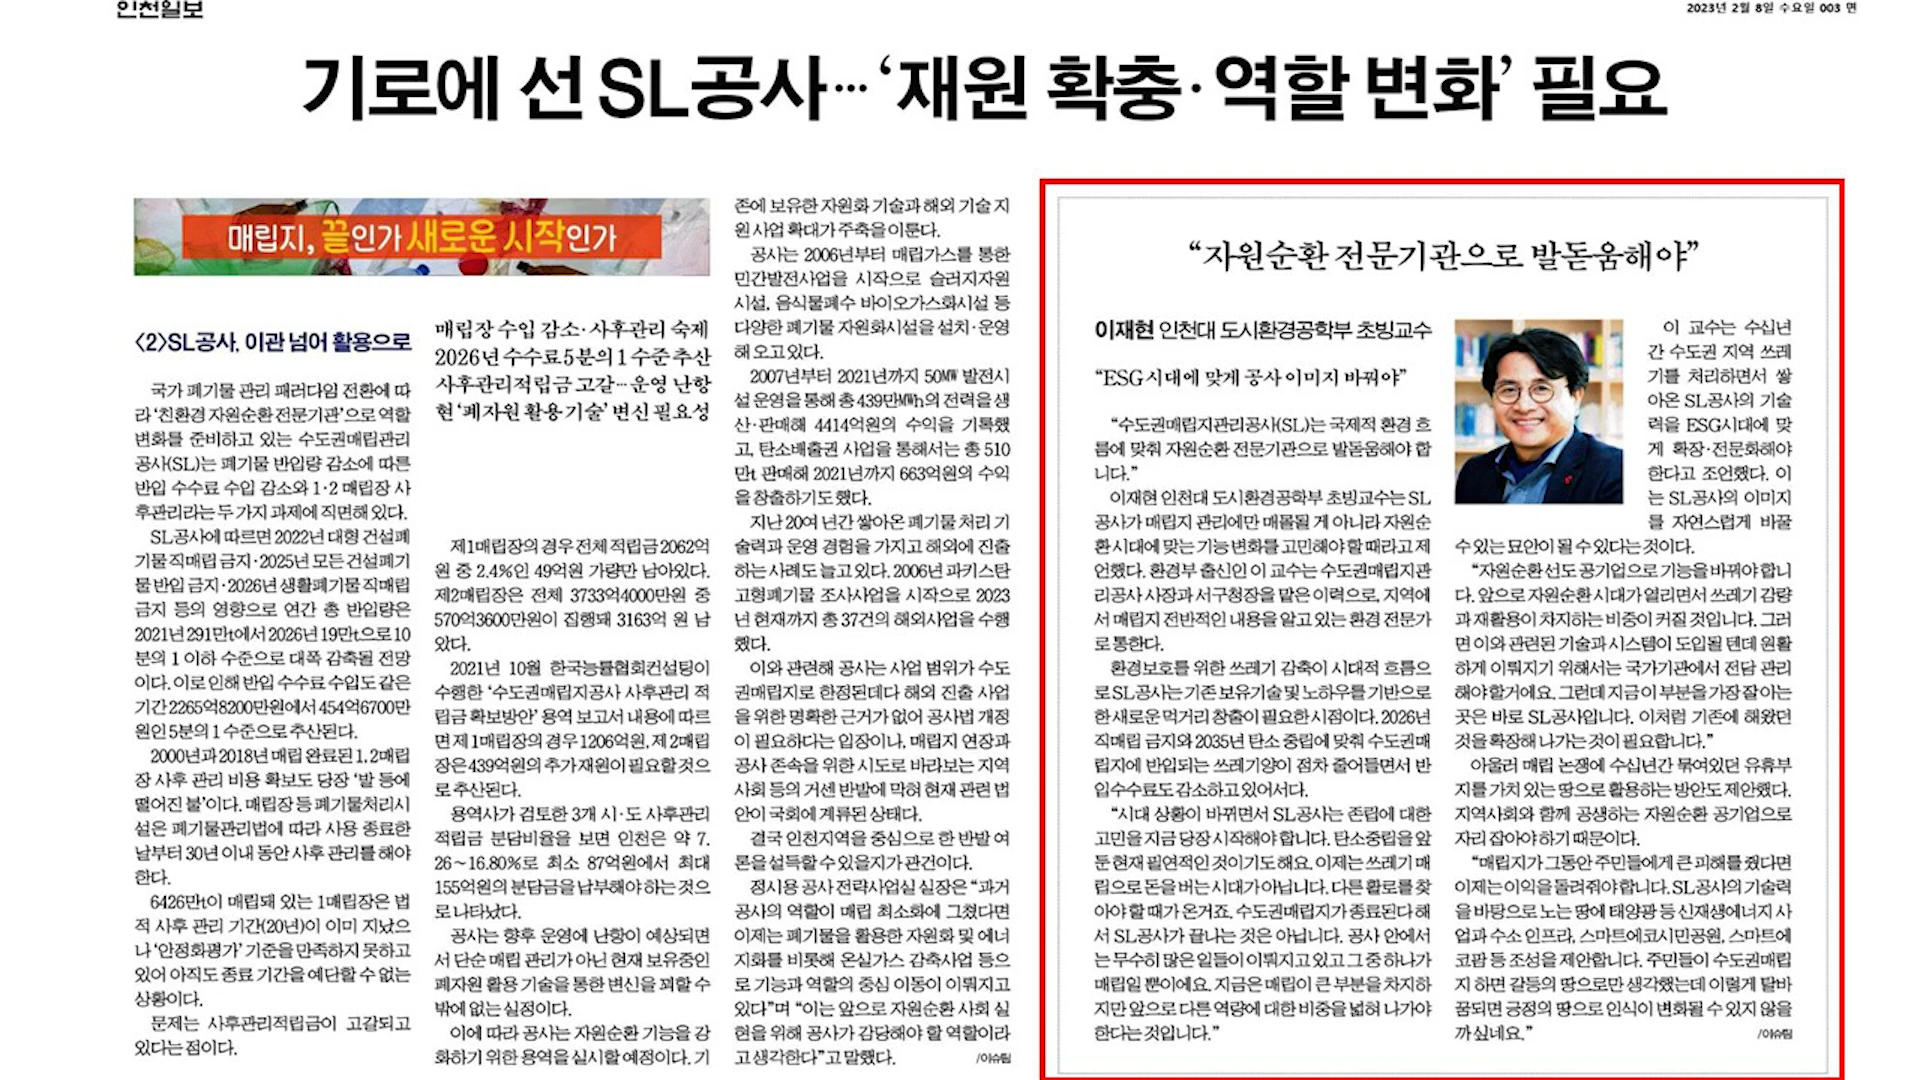 인천일보
2023년 2월 8일 수요일 003 면
기로에 선 SL공사…‘재원 확충·역할 변화’ 필요
매립지, 끝인가 새로운 시작인가
<2>SL공사, 이관 넘어 활용으로
국가 폐기물 관리 패러다임 전환에 따
라 ‘친환경 자원순환 전문기관’으로 역할
변화를 준비하고 있는 수도권매립관리
공사(SL)는 폐기물 반입량 감소에 따른
반입 수수료 수입 감소와 1·2 매립장 사
후관리라는 두 가지 과제에 직면해 있다.
SL공사에 따르면 2022년 대형 건설폐
기물 직매립 금지·2025년 모든 건설폐기
물 반입 금지·2026년 생활폐기물 직매립
금지 등의 영향으로 연간 총 반입량은
2021년 291만t에서 2026년 19만t으로 10
분의 1 이하 수준으로 대폭 감축될 전망
이다. 이로 인해 반입 수수료 수입도 같은
기간 2265억8200만원에서 454억6700만
원인 5분의 1 수준으로 추산된다.
2000년과 2018년 매립 완료된 1, 2매립
장 사후 관리 비용 확보도 당장 ‘발 등에
떨어진 불’이다. 매립장 등 폐기물처리시
설은 폐기물관리법에 따라 사용 종료한
날부터 30년 이내 동안 사후 관리를 해야
한다.
6426만t이 매립돼 있는 1매립장은 법
적 사후 관리 기간(20년)이 이미 지났으
나 ‘안정화평가’ 기준을 만족하지 못하고
있어 아직도 종료 기간을 예단할 수 없는
상황이다.
문제는 사후관리적립금이 고갈되고
있다는 점이다.
매립장 수입 감소·사후관리 숙제
2026년 수수료 5분의 1 수준 추산
사후관리적립금 고갈…운영 난항
현 ‘폐자원 활용 기술’ 변신 필요성
제1매립장의 경우 전체 적립금 2062억
원 중 2.4%인 49억원 가량만 남아있다.
제2매립장은 전체 3733억4000만원 중
570억3600만원이 집행돼 3163억 원 남
았다.
2021년 10월 한국능률협회컨설팅이
수행한 ‘수도권매립지공사 사후관리 적
립금 확보방안’ 용역 보고서 내용에 따르
면 제1매립장의 경우 1206억원, 제2매립
장은 439억원의 추가 재원이 필요할 것으
로 추산된다.
용역사가 검토한 3개 시·도 사후관리
적립금 분담비율을 보면 인천은 약 7.
26～16.80%로 최소 87억원에서 최대
155억원의 분담금을 납부해야 하는 것으
로 나타났다.
공사는 향후 운영에 난항이 예상되면
서 단순 매립 관리가 아닌 현재 보유중인
폐자원 활용 기술을 통한 변신을 꾀할 수
밖에 없는 실정이다.
이에 따라 공사는 자원순환 기능을 강
화하기 위한 용역을 실시할 예정이다. 기
존에 보유한 자원화 기술과 해외 기술 지
원 사업 확대가 주축을 이룬다.
공사는 2006년부터 매립가스를 통한
민간발전사업을 시작으로 슬러지자원
시설, 음식물폐수 바이오가스화시설 등
다양한 폐기물 자원화시설을 설치·운영
해 오고 있다.
2007년부터 2021년까지 50㎿ 발전시
설 운영을 통해 총 439만㎿h의 전력을 생
산·판매해 4414억원의 수익을 기록했
고, 탄소배출권 사업을 통해서는 총 510
만t 판매해 2021년까지 663억원의 수익
을 창출하기도 했다.
지난 20여 년간 쌓아온 폐기물 처리 기
술력과 운영 경험을 가지고 해외에 진출
하는 사례도 늘고 있다. 2006년 파키스탄
고형폐기물 조사사업을 시작으로 2023
년 현재까지 총 37건의 해외사업을 수행
했다.
이와 관련해 공사는 사업 범위가 수도
권매립지로 한정된데다 해외 진출 사업
을 위한 명확한 근거가 없어 공사법 개정
이 필요하다는 입장이나, 매립지 연장과
공사 존속을 위한 시도로 바라보는 지역
사회 등의 거센 반발에 막혀 현재 관련 법
안이 국회에 계류된 상태다.
결국 인천지역을 중심으로 한 반발 여
론을 설득할 수 있을지가 관건이다.
정시용 공사 전략사업실 실장은 “과거
공사의 역할이 매립 최소화에 그쳤다면
이제는 폐기물을 활용한 자원화 및 에너
지화를 비롯해 온실가스 감축사업 등으
로 기능과 역할의 중심 이동이 이뤄지고
있다”며 “이는 앞으로 자원순환 사회 실
현을 위해 공사가 감당해야 할 역할이라
고 생각한다”고 말했다.
/이슈팀
“자원순환 전문기관으로 발돋움해야”
이재현 인천대 도시환경공학부 초빙교수
“ESG시대에 맞게 공사 이미지 바꿔야”
“수도권매립지관리공사(SL)는 국제적 환경 흐
름에 맞춰 자원순환 전문기관으로 발돋움해야 합
니다.”
이재현 인천대 도시환경공학부 초빙교수는 SL
공사가 매립지 관리에만 매몰될 게 아니라 자원순
환 시대에 맞는 기능 변화를 고민해야 할 때라고 제
언했다. 환경부 출신인 이 교수는 수도권매립지관
리공사 사장과 서구청장을 맡은 이력으로, 지역에
서 매립지 전반적인 내용을 알고 있는 환경 전문가
로 통한다.
환경보호를 위한 쓰레기 감축이 시대적 흐름으
로 SL공사는 기존 보유기술 및 노하우를 기반으로
한 새로운 먹거리 창출이 필요한 시점이다. 2026년
직매립 금지와 2035년 탄소 중립에 맞춰 수도권매
립지에 반입되는 쓰레기양이 점차 줄어들면서 반
입수수료도 감소하고 있어서다.
“시대 상황이 바뀌면서 SL공사는 존립에 대한
고민을 지금 당장 시작해야 합니다. 탄소중립을 앞
둔 현재 필연적인 것이기도 해요. 이제는 쓰레기 매
립으로 돈을 버는 시대가 아닙니다. 다른 활로를 찾
아야 할 때가 온거죠. 수도권매립지가 종료된다 해
서 SL공사가 끝나는 것은 아닙니다. 공사 안에서
는 무수히 많은 일들이 이뤄지고 있고 그 중 하나가
매립일 뿐이에요. 지금은 매립이 큰 부분을 차지하
지만 앞으로 다른 역량에 대한 비중을 넓혀 나가야
한다는 것입니다.”
이 교수는 수십년
간 수도권 지역 쓰레
기를 처리하면서 쌓
아온 SL공사의 기술
력을 ESG시대에 맞
게 확장·전문화해야
한다고 조언했다. 이
는 SL공사의 이미지
를 자연스럽게 바꿀
수 있는 묘안이 될 수 있다는 것이다.
“자원순환 선도 공기업으로 기능을 바꿔야 합니
다. 앞으로 자원순환 시대가 열리면서 쓰레기 감량
과 재활용이 차지하는 비중이 커질 것입니다. 그러
면 이와 관련된 기술과 시스템이 도입될 텐데 원활
하게 이뤄지기 위해서는 국가기관에서 전담 관리
해야 할거에요. 그런데 지금 이 부분을 가장 잘 아는
곳은 바로 SL공사입니다. 이처럼 기존에 해왔던
것을 확장해 나가는 것이 필요합니다.”
아울러 매립 논쟁에 수십년간 묶여있던 유휴부
지를 가치 있는 땅으로 활용하는 방안도 제안했다.
지역사회와 함께 공생하는 자원순환 공기업으로
자리 잡아야 하기 때문이다.
“매립지가 그동안 주민들에게 큰 피해를 줬다면
이제는 이익을 돌려줘야 합니다. SL공사의 기술력
을 바탕으로 노는 땅에 태양광 등 신재생에너지 사
업과 수소 인프라, 스마트에코시민공원, 스마트에
코팜 등 조성을 제안합니다. 주민들이 수도권매립
지 하면 갈등의 땅으로만 생각했는데 이렇게 탈바
꿈되면 긍정의 땅으로 인식이 변화될 수 있지 않을
까 싶네요.”
/이슈팀